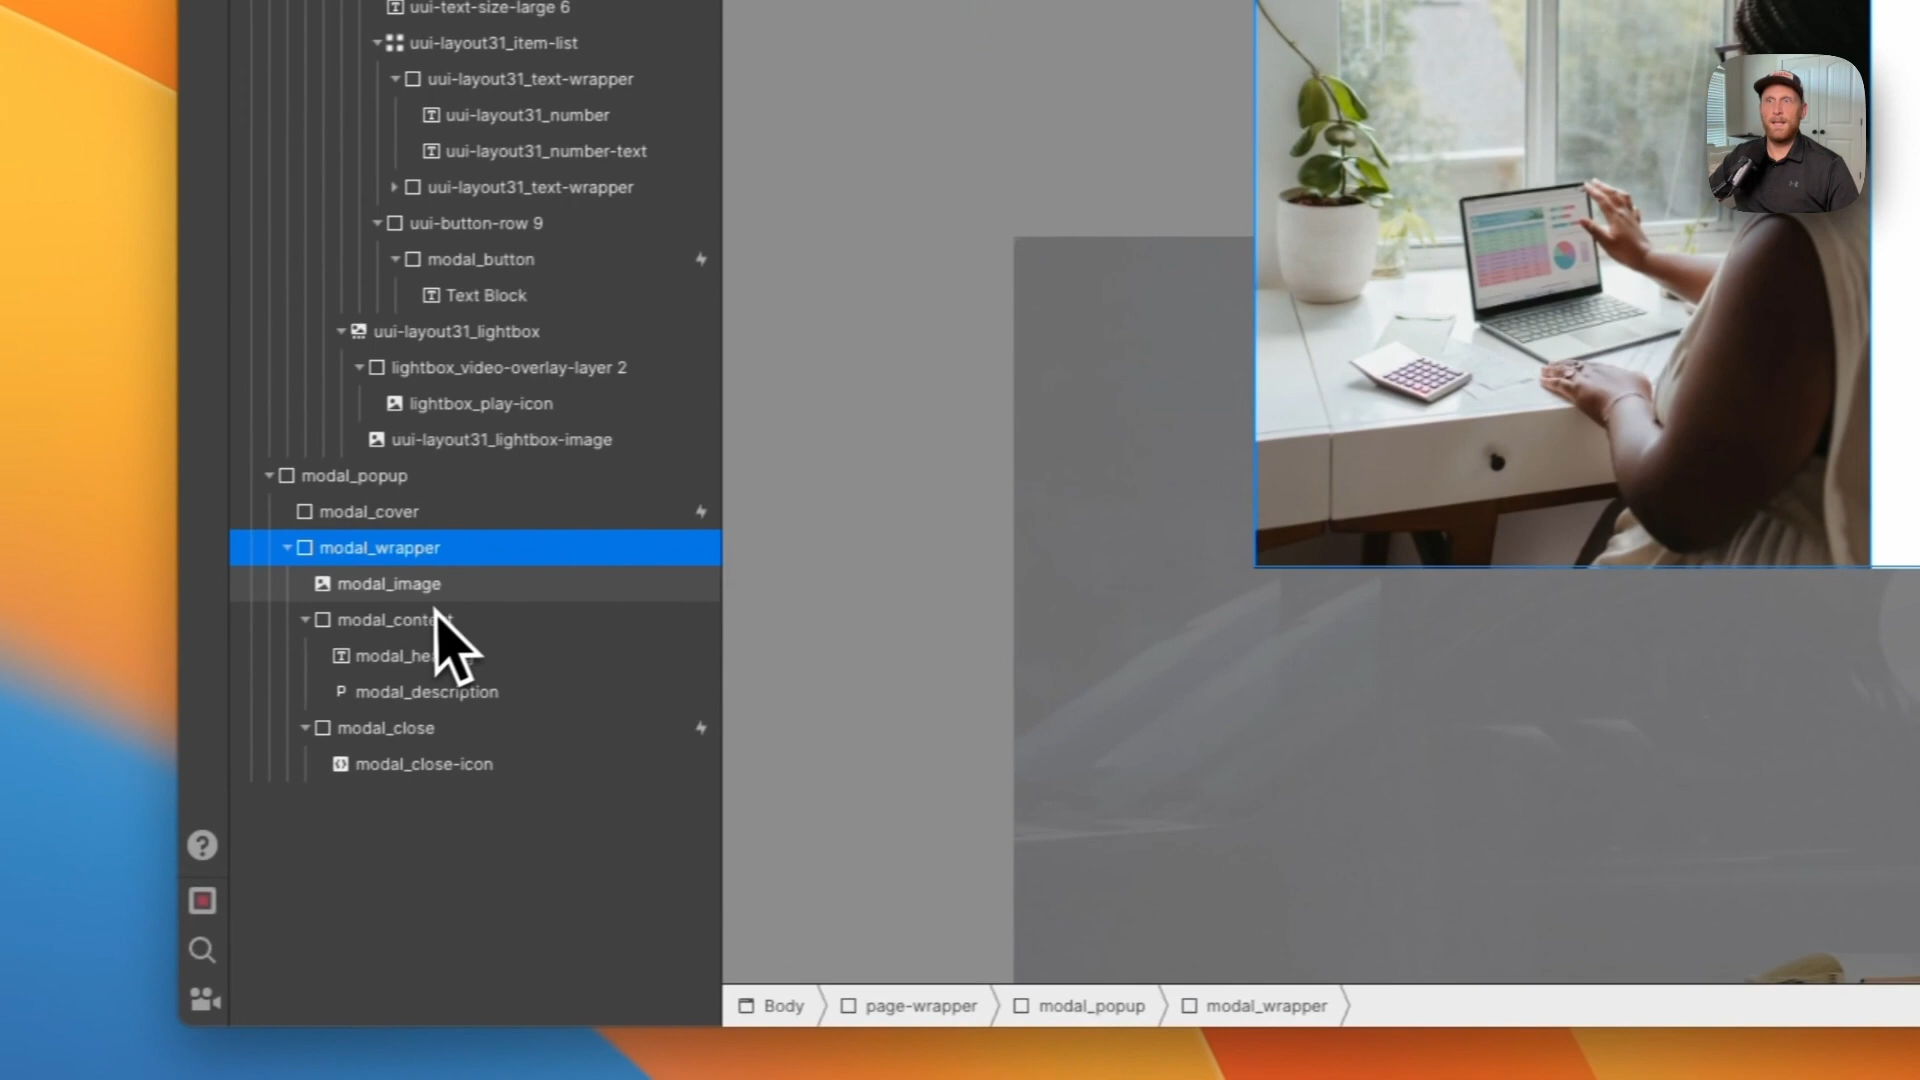 uui-text-size-large 6
uui-layout31_item-list
uui-layout31_text-wrapper
uui-layout31_number
uui-layout31_number-text
uui-layout31_text-wrapper
uui-button-row 9
modal_button
Text Block
uui-layout31_lightbox
lightbox_video-overlay-layer 2
lightbox_play-icon
uui-layout31_lightbox-image
modal_popup
modal_cover
modal_wrapper
modal_image
modal_description
modal_close
modal_close-icon
Body
page-wrapper
modal_popup
modal_wrapper